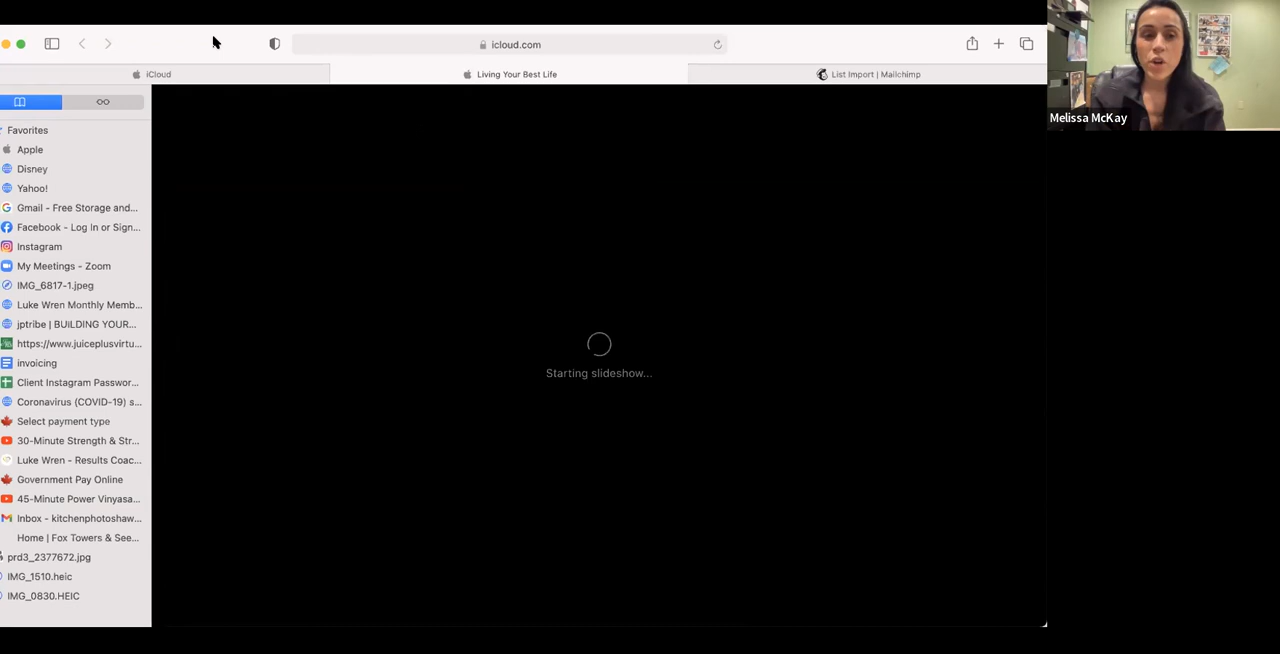 icloud.com
iCloud
Living Your Best Life
List Import | Mailchimp
Favorites
Apple
Disney
Yahoo!
Gmail - Free Storage and...
Facebook - Log In or Sign...
Instagram
My Meetings - Zoom
IMG_6817-1.jpeg
Luke Wren Monthly Memb...
jptribe | BUILDING YOUR...
https://www.juiceplusvirtu...
invoicing
Client Instagram Passwor...
Coronavirus (COVID-19) s...
Select payment type
30-Minute Strength & Str...
Luke Wren - Results Coac...
Government Pay Online
45-Minute Power Vinyasa...
Inbox - kitchenphotoshaw...
Home | Fox Towers & See...
prd3_2377672.jpg
IMG_1510.heic
IMG_0830.HEIC
Starting slideshow...
Melissa McKay